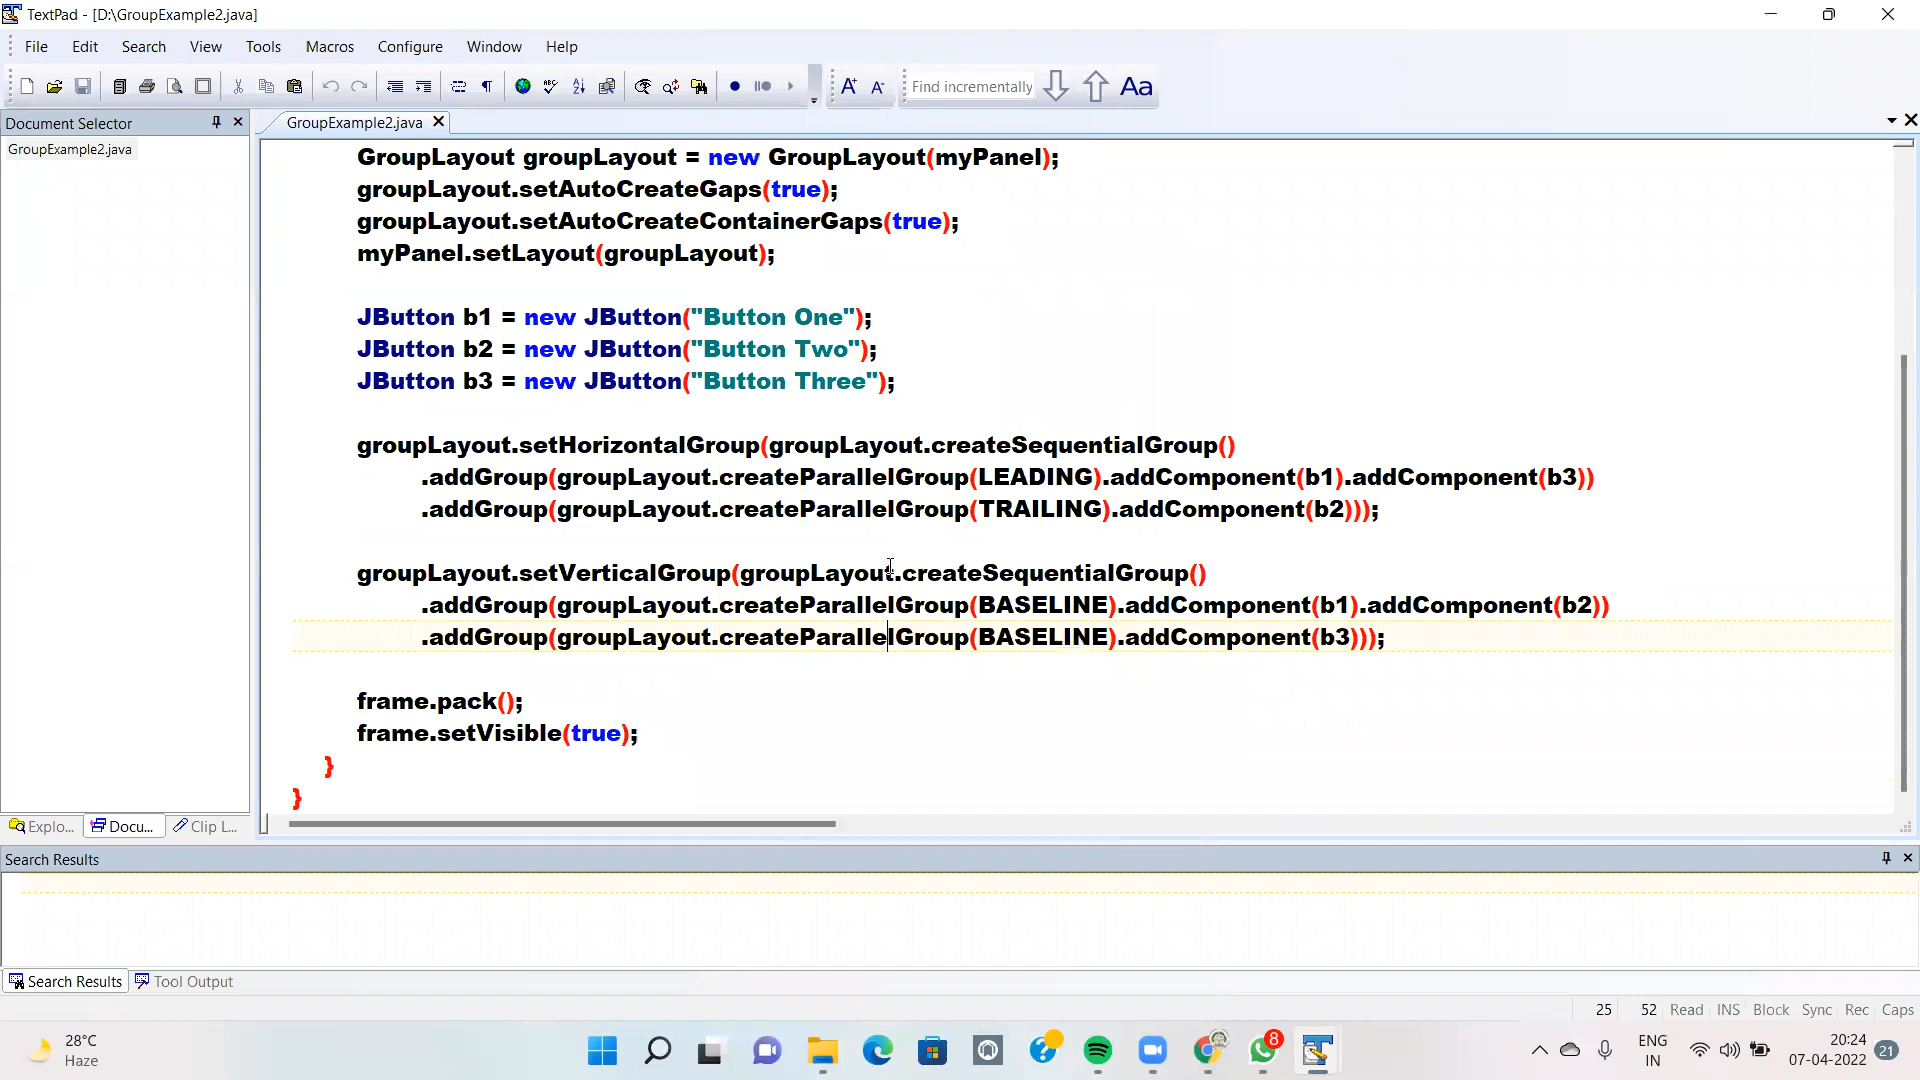 TextPad - [D:\GroupExample2.java]
File Edit Search View Tools Macros Configure Window Help
Find incrementally
Aa
Document Selector
GroupExample2.java
GroupExample2.java
GroupLayout groupLayout = new GroupLayout(myPanel);
groupLayout.setAutoCreateGaps(true);
groupLayout.setAutoCreateContainerGaps(true);
myPanel.setLayout(groupLayout);
JButton b1 = new JButton("Button One");
JButton b2 = new JButton("Button Two");
JButton b3 = new JButton("Button Three");
groupLayout.setHorizontalGroup(groupLayout.createSequentialGroup()
.addGroup(groupLayout.createParallelGroup(LEADING).addComponent(b1).addComponent(b3))
.addGroup(groupLayout.createParallelGroup(TRAILING).addComponent(b2)));
groupLayout.setVerticalGroup(groupLayout.createSequentialGroup()
.addGroup(groupLayout.createParallelGroup(BASELINE).addComponent(b1).addComponent(b2))
.addGroup(groupLayout.createParallelGroup(BASELINE).addComponent(b3)));
frame.pack();
frame.setVisible(true);
}
}
Explo... Docu... Clip L...
Search Results
Search Results Tool Output
25 52 Read INS Block Sync Rec Caps
28°C
Haze
8
ENG
IN
20:24
07-04-2022
21